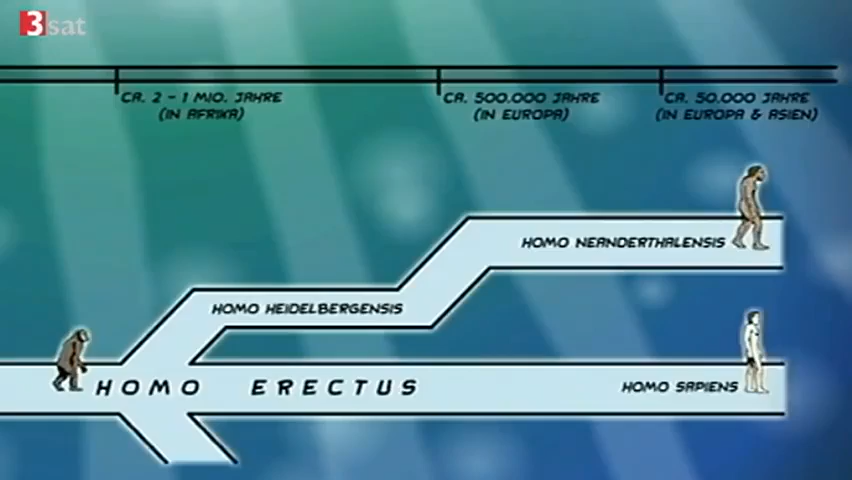 3sat
CA. 2 - 1 MIO. JAHRE
(IN AFRIKA)
CA. 500.000 JAHRE
(IN EUROPA)
CA. 50.000 JAHRE
(IN EUROPA & ASIEN)
HOMO NEANDERTHALENSIS
HOMO HEIDELBERGENSIS
HOMO ERECTUS
HOMO SAPIENS